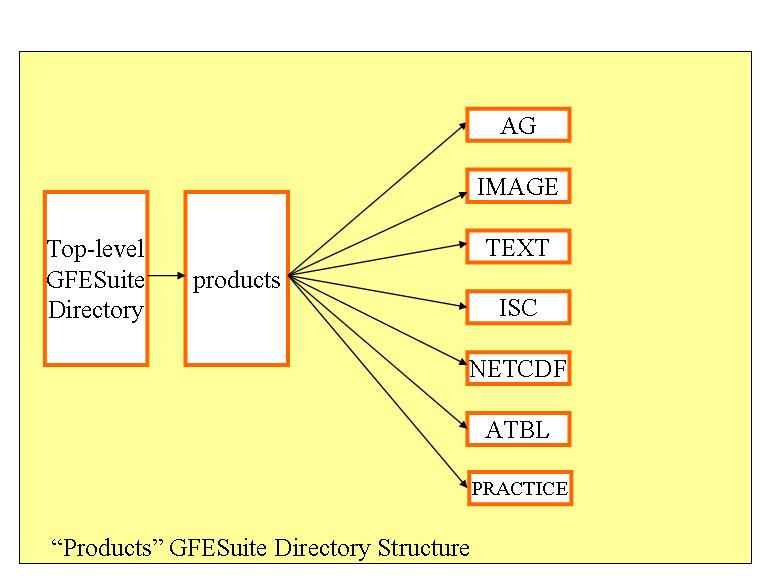 Top-level
GFESuite
Directory
products
AG
IMAGE
TEXT
ISC
NETCDF
ATBL
PRACTICE
“Products” GFESuite Directory Structure